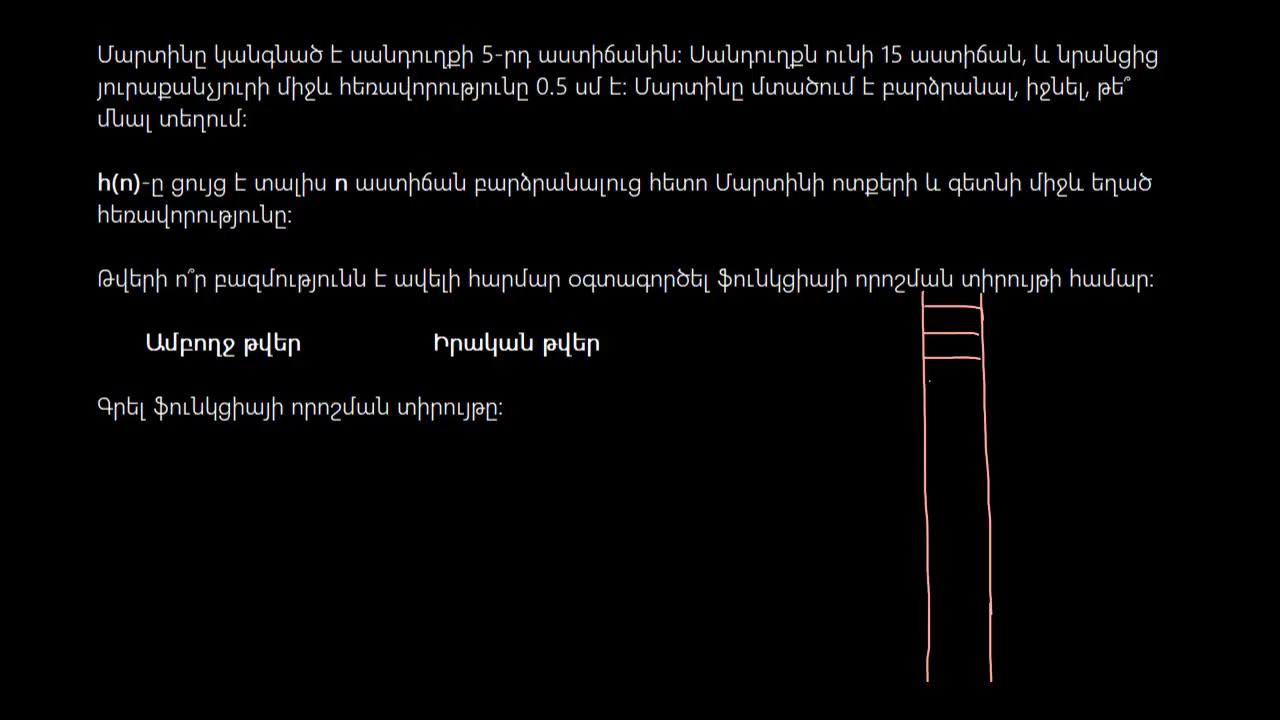 Մարտինը կանգնած է սանդուղքի 5-րդ աստիճանին: Սանդուղքն ունի 15 աստիճան, և նրանցից
յուրաքանչյուրի միջև հեռավորությունը 0.5 սմ է: Մարտինը մտածում է բարձրանալ, իջնել, թե՞
մնալ տեղում:
h(n)-ը ցույց է տալիս n աստիճան բարձրանալուց հետո Մարտինի ոտքերի և գետնի միջև եղած
հեռավորությունը:
Թվերի ո՞ր բազմությունն է ավելի հարմար օգտագործել ֆունկցիայի որոշման տիրույթի համար:
Ամբողջ թվեր Իրական թվեր
Գրել ֆունկցիայի որոշման տիրույթը: